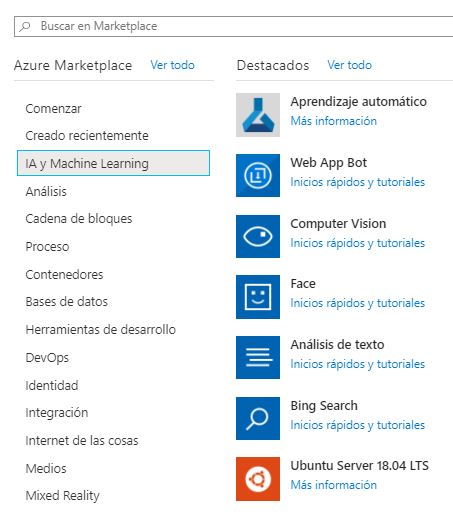 Buscar en Marketplace
Azure Marketplace Ver todo
Comenzar
Creado recientemente
IA y Machine Learning
Análisis
Cadena de bloques
Proceso
Contenedores
Bases de datos
Herramientas de desarrollo
DevOps
Identidad
Integración
Internet de las cosas
Medios
Mixed Reality
Destacados Ver todo
Aprendizaje automático
Más información
Web App Bot
Inicios rápidos y tutoriales
Computer Vision
Inicios rápidos y tutoriales
Face
Inicios rápidos y tutoriales
Análisis de texto
Inicios rápidos y tutoriales
Bing Search
Inicios rápidos y tutoriales
Ubuntu Server 18.04 LTS
Más información